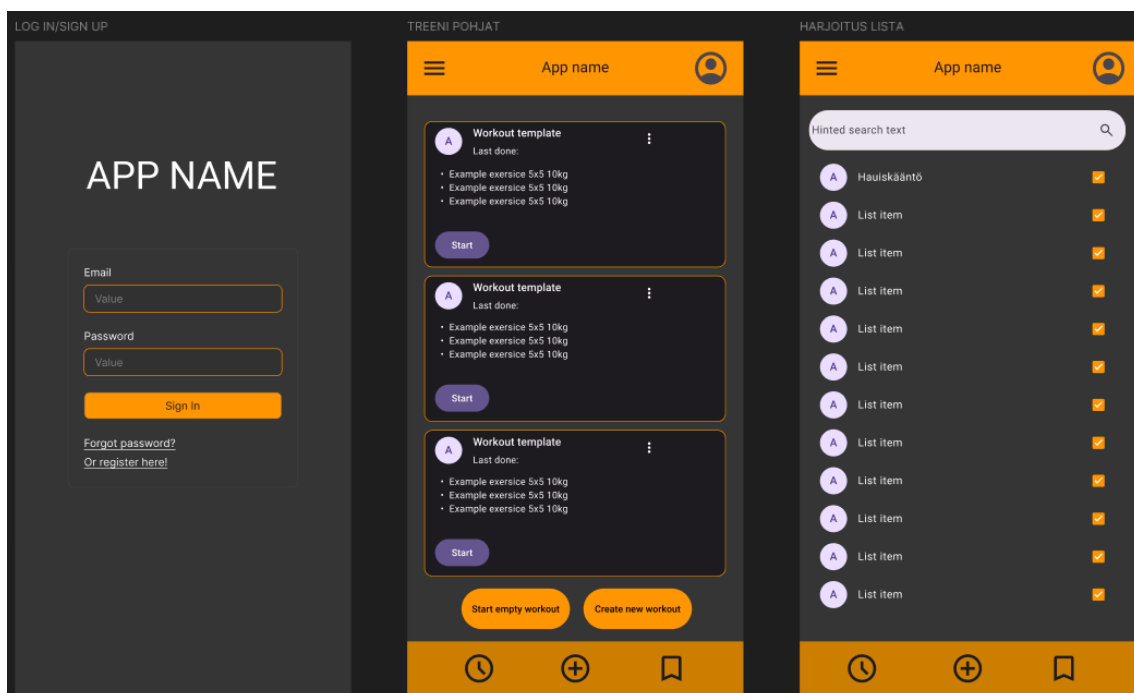 LOG IN/SIGN UP
APP NAME
Email
Value
Password
Value
Sign In
Forgot password?
Or register here!
TREENI POHJAT
App name
A
Workout template
Last done:
• Example exersice 5x5 10kg
• Example exersice 5x5 10kg
• Example exersice 5x5 10kg
Start
A
Workout template
Last done:
• Example exersice 5x5 10kg
• Example exersice 5x5 10kg
• Example exersice 5x5 10kg
Start
A
Workout template
Last done:
• Example exersice 5x5 10kg
• Example exersice 5x5 10kg
• Example exersice 5x5 10kg
Start
Start empty workout
Create new workout
HARJOITUS LISTA
App name
Hinted search text
A Hauiskääntö
A List item
A List item
A List item
A List item
A List item
A List item
A List item
A List item
A List item
A List item
A List item